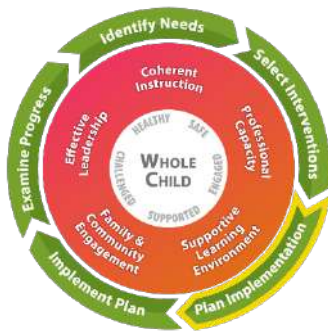 Identify Needs
Select Interventions
Plan Implementation
Implement Plan
Examine Progress
Coherent
Instruction
Professional
Capacity
Supportive
Learning
Environment
Family &
Community
Engagement
Effective
Leadership
HEALTHY
SAFE
ENGAGED
SUPPORTED
CHALLENGED
WHOLE
CHILD